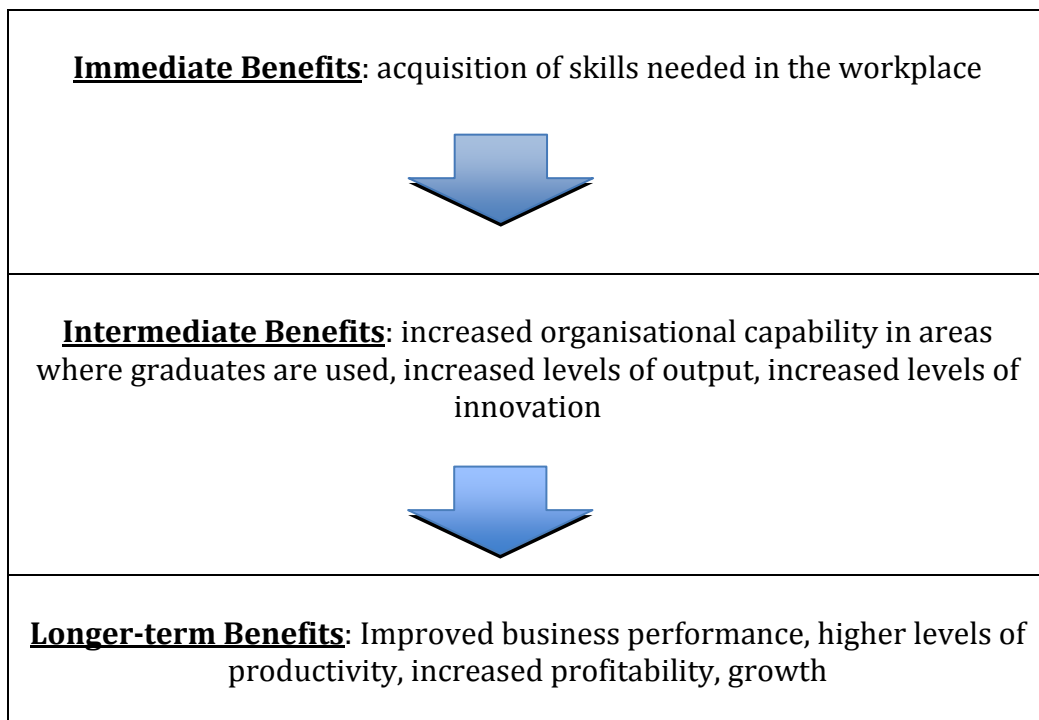 Immediate Benefits: acquisition of skills needed in the workplace
Intermediate Benefits: increased organisational capability in areas
where graduates are used, increased levels of output, increased levels of
innovation
Longer-term Benefits: Improved business performance, higher levels of
productivity, increased profitability, growth